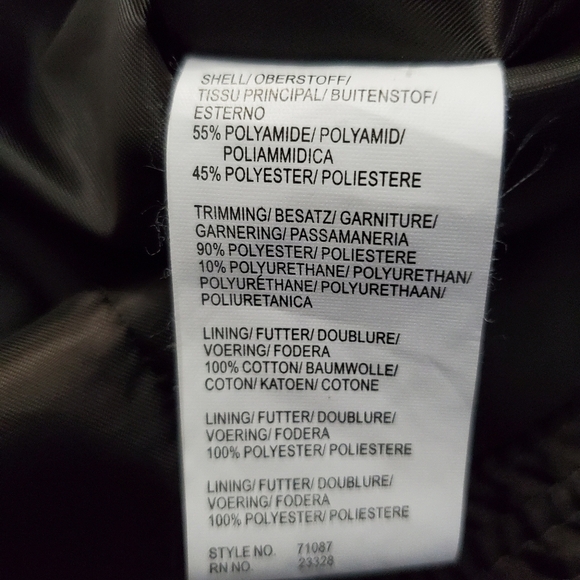 SHELL/ OBERSTOFF/
TISSU PRINCIPAL/ BUITENSTOF/
ESTERNO
55% POLYAMIDE/ POLYAMID/
POLIAMMIDICA
45% POLYESTER/ POLIESTERE
TRIMMING/ BESATZ/ GARNITURE/
GARNERING/ PASSAMANERIA
90% POLYESTER/ POLIESTERE
10% POLYURETHANE/ POLYURETHAN/
POLYURÉTHANE/ POLYURETHAAN/
POLIURETANICA
LINING/ FUTTER/ DOUBLURE/
VOERING/ FODERA
100% COTTON/ BAUMWOLLE/
COTON/ KATOEN/ COTONE
LINING/ FUTTER/ DOUBLURE/
VOERING/ FODERA
100% POLYESTER/ POLIESTERE
LINING/ FUTTER/ DOUBLURE/
VOERING/ FODERA
100% POLYESTER/ POLIESTERE
STYLE NO. 71087
RN NO. 23328